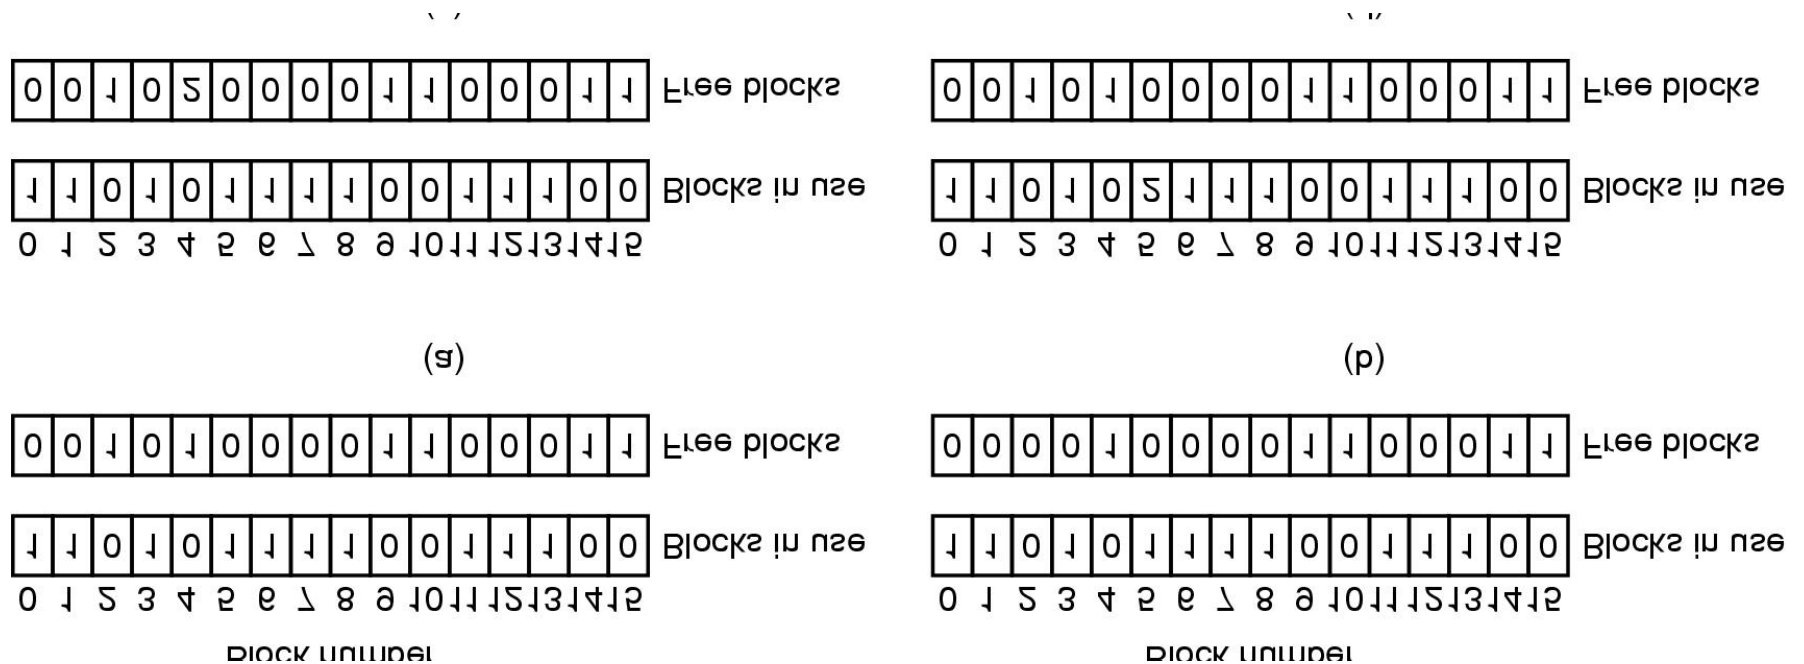 Block number
0 1 2 3 4 5 6 7 8 9 10 11 12 13 14 15
1 1 0 1 0 1 1 1 1 0 0 1 1 1 0 0 Blocks in use
0 0 1 0 1 0 0 0 0 1 1 0 0 0 1 1 Free blocks
(a)
Block number
0 1 2 3 4 5 6 7 8 9 10 11 12 13 14 15
1 1 0 1 0 1 1 1 1 0 0 1 1 1 0 0 Blocks in use
0 0 0 0 1 0 0 0 0 1 1 0 0 0 1 1 Free blocks
(b)
0 1 2 3 4 5 6 7 8 9 10 11 12 13 14 15
1 1 0 1 0 1 1 1 1 0 0 1 1 1 0 0 Blocks in use
0 0 1 0 2 0 0 0 0 1 1 0 0 0 1 1 Free blocks
0 1 2 3 4 5 6 7 8 9 10 11 12 13 14 15
1 1 0 1 0 2 1 1 1 0 0 1 1 1 0 0 Blocks in use
0 0 1 0 1 0 0 0 0 1 1 0 0 0 1 1 Free blocks